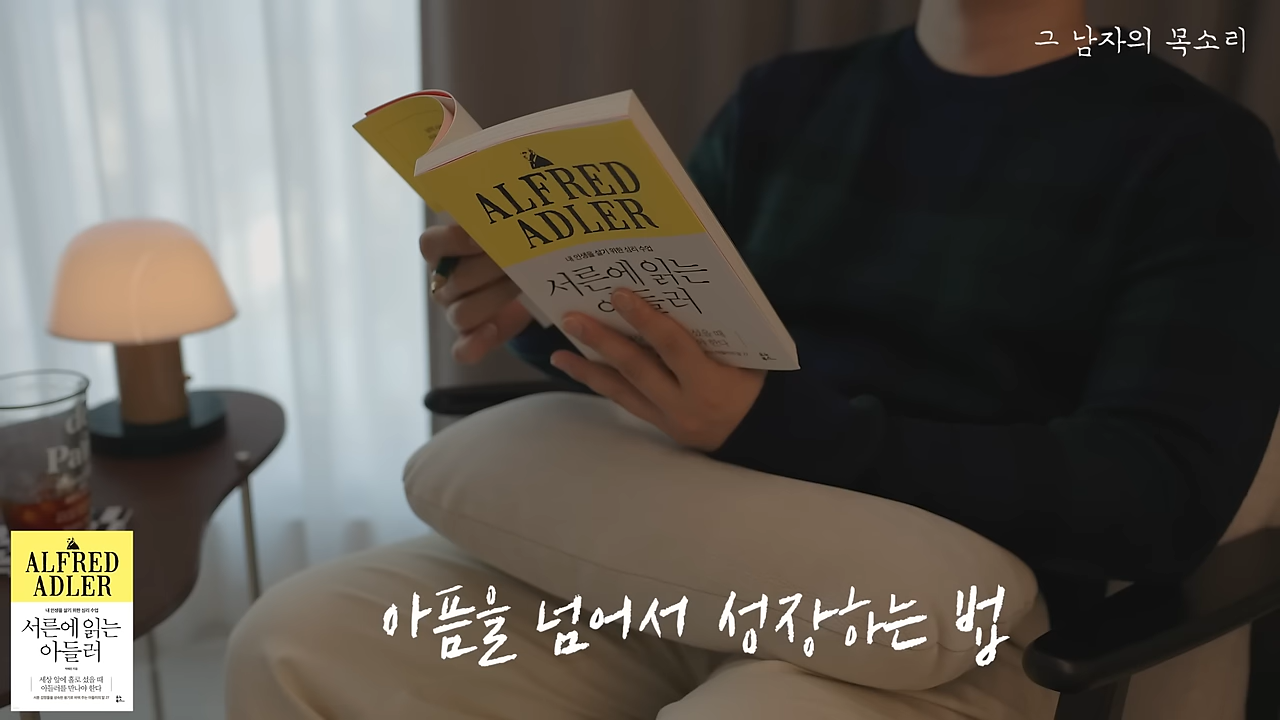 그 남자의 목소리
ALFRED
ADLER
내 인생을 살기 위한 심리 수업
서른에 읽는
아들러
아픔을 넘어서 성장하는 법
ALFRED
ADLER
내 인생을 살기 위한 심리 수업
서른에 읽는
아들러
세상 앞에 홀로 섰을 때
아들러를 만나야 한다